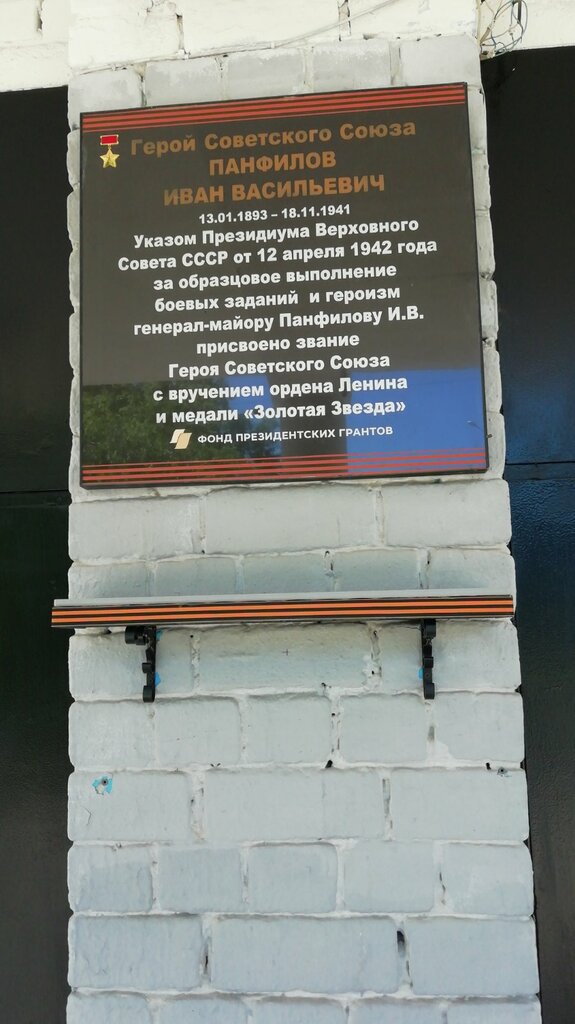 Герой Советского Союза
ПАНФИЛОВ
ИВАН ВАСИЛЬЕВИЧ
13.01.1893 – 18.11.1941
Указом Президиума Верховного
Совета СССР от 12 апреля 1942 года
за образцовое выполнение
боевых заданий и героизм
генерал-майору Панфилову И.В.
присвоено звание
Героя Советского Союза
с вручением ордена Ленина
и медали «Золотая Звезда»
ФОНД ПРЕЗИДЕНТСКИХ ГРАНТОВ